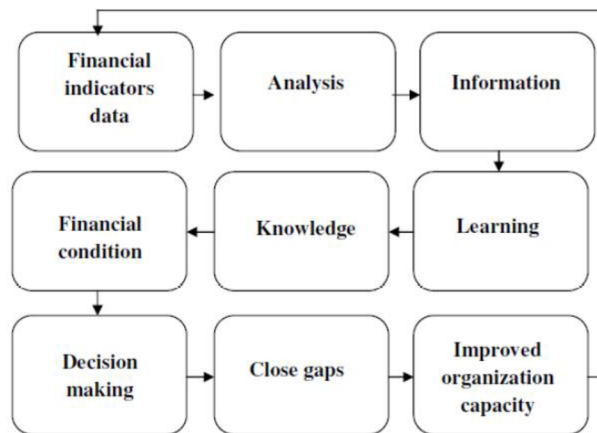 Financial
indicators
data
Analysis
Information
Financial
condition
Knowledge
Learning
Decision
making
Close gaps
Improved
organization
capacity